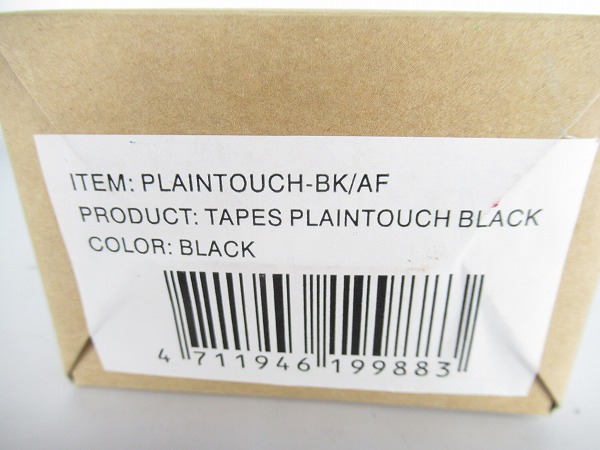 ITEM: PLAINTOUCH-BK/AF
PRODUCT: TAPES PLAINTOUCH BLACK
COLOR: BLACK
4 711946 199883